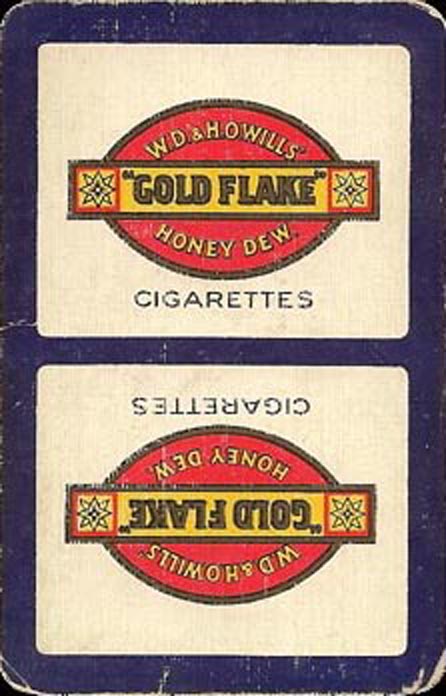 W.D. & H.O. WILLS'
"GOLD FLAKE"
HONEY DEW.
CIGARETTES
CIGARETTES
HONEY DEW.
"GOLD FLAKE"
W.D. & H.O. WILLS'